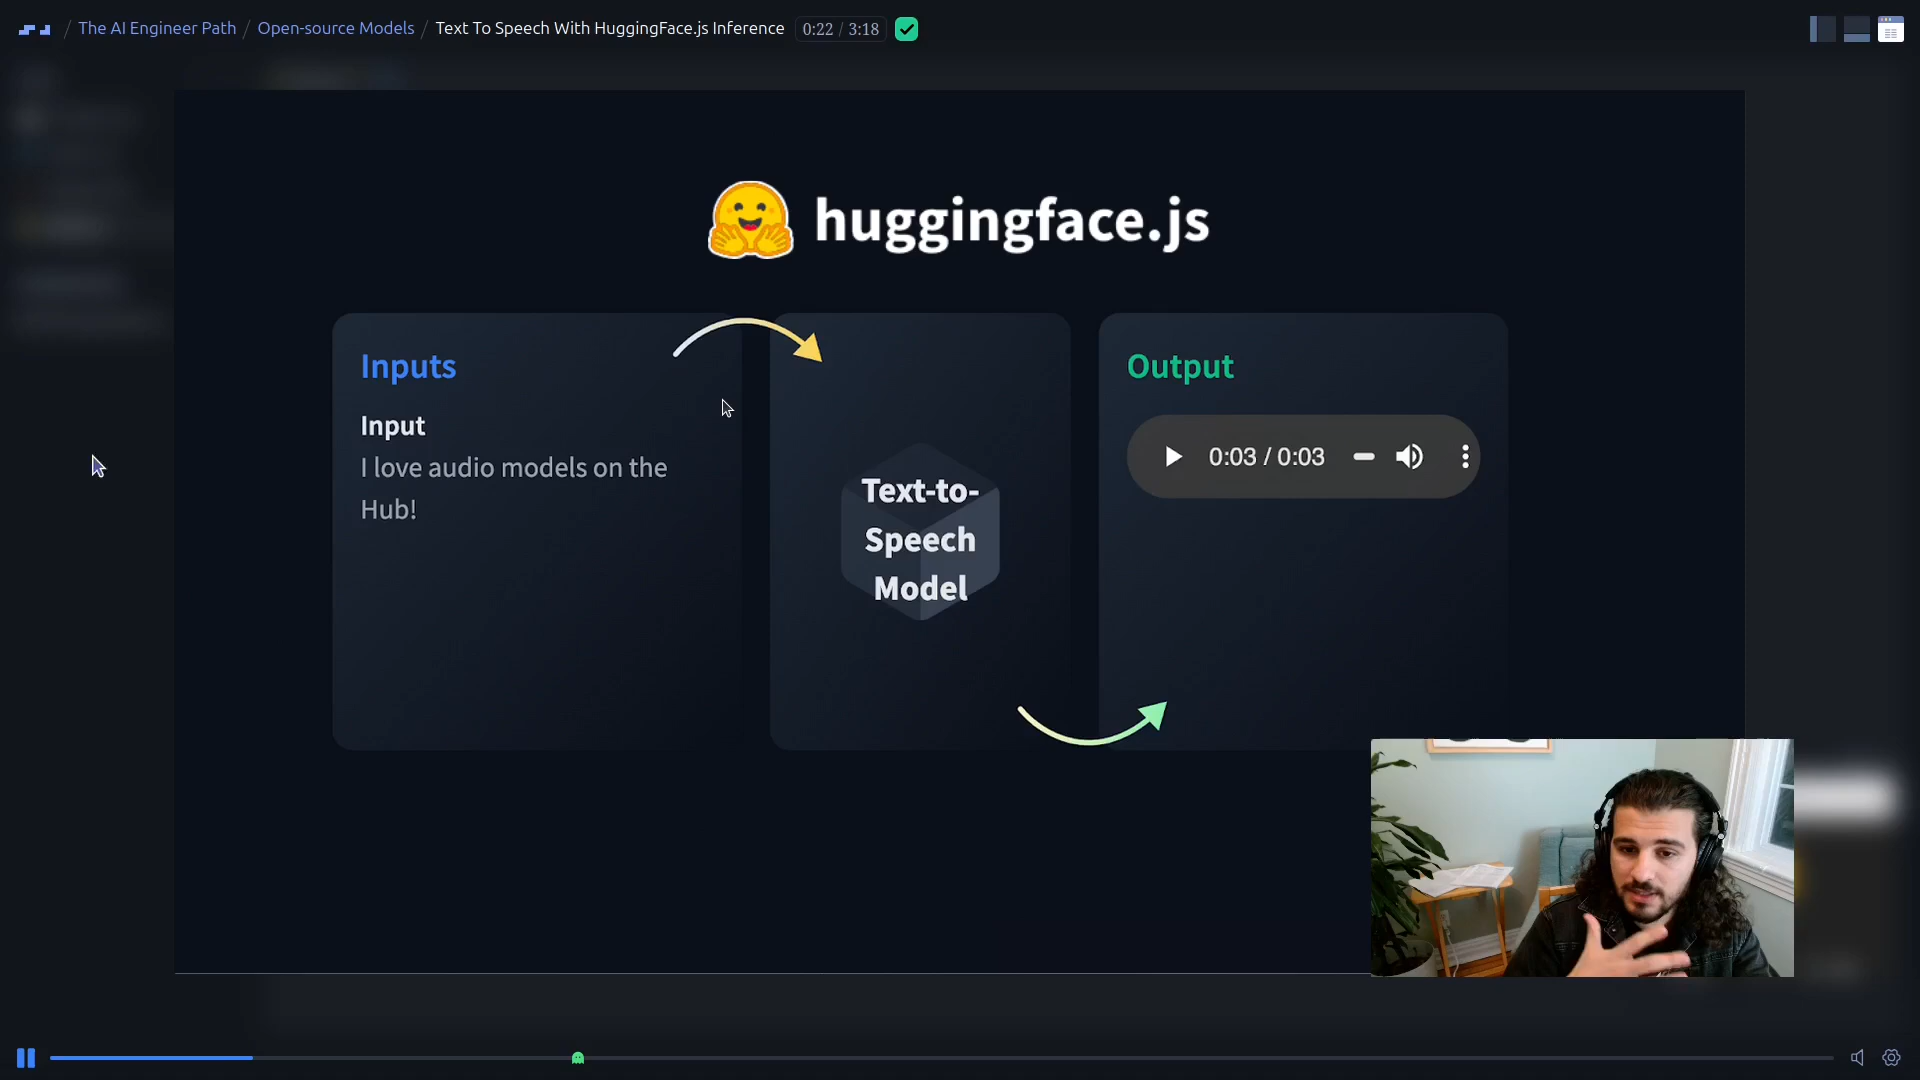 / The AI Engineer Path / Open-source Models / Text To Speech With HuggingFace.js Inference 0:22 / 3:18
huggingface.js
Inputs
Input
I love audio models on the
Hub!
Text-to-
Speech
Model
Output
0:03 / 0:03